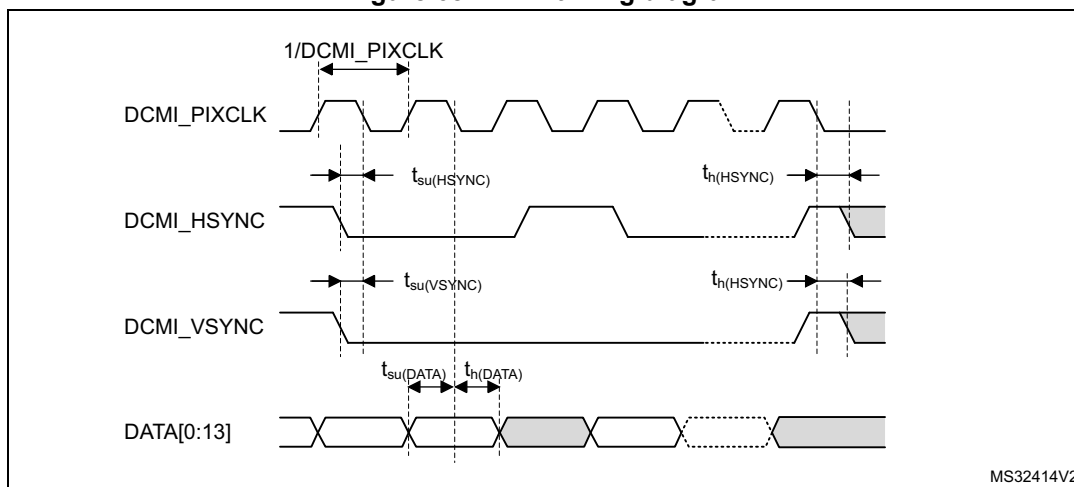 1/DCMI_PIXCLK
DCMI_PIXCLK
tsu(HSYNC) th(HSYNC)
DCMI_HSYNC
tsu(VSYNC) th(HSYNC)
DCMI_VSYNC
tsu(DATA) th(DATA)
DATA[0:13]
MS32414V2